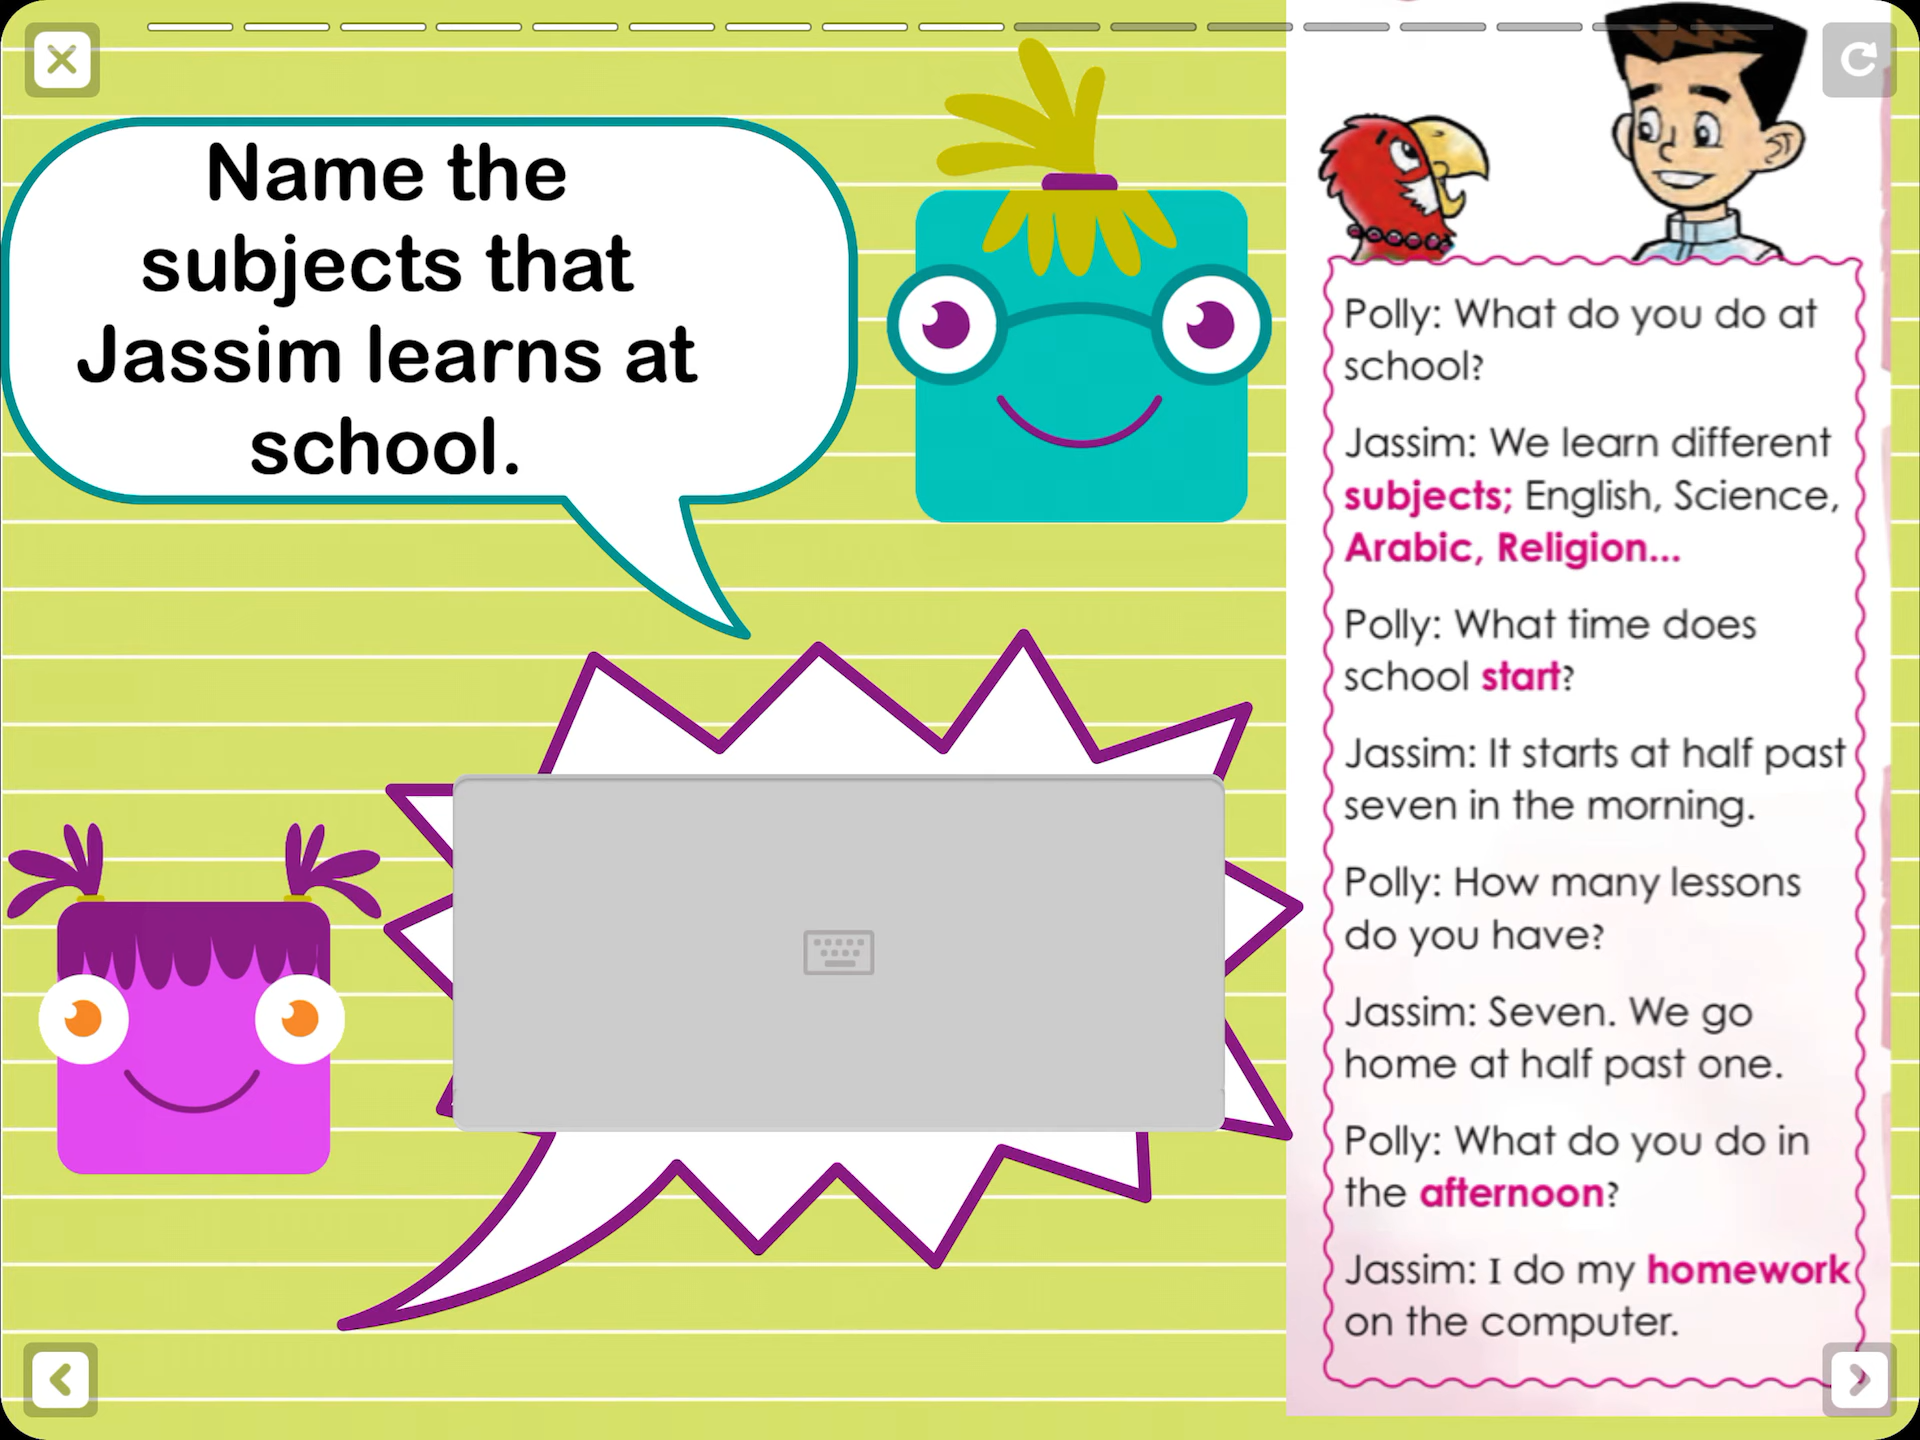 Name the
subjects that
Jassim learns at
school.
Polly: What do you do at
school?
Jassim: We learn different
subjects; English, Science,
Arabic, Religion...
Polly: What time does
school start?
Jassim: It starts at half past
seven in the morning.
Polly: How many lessons
do you have?
Jassim: Seven. We go
home at half past one.
Polly: What do you do in
the afternoon?
Jassim: I do my homework
on the computer.